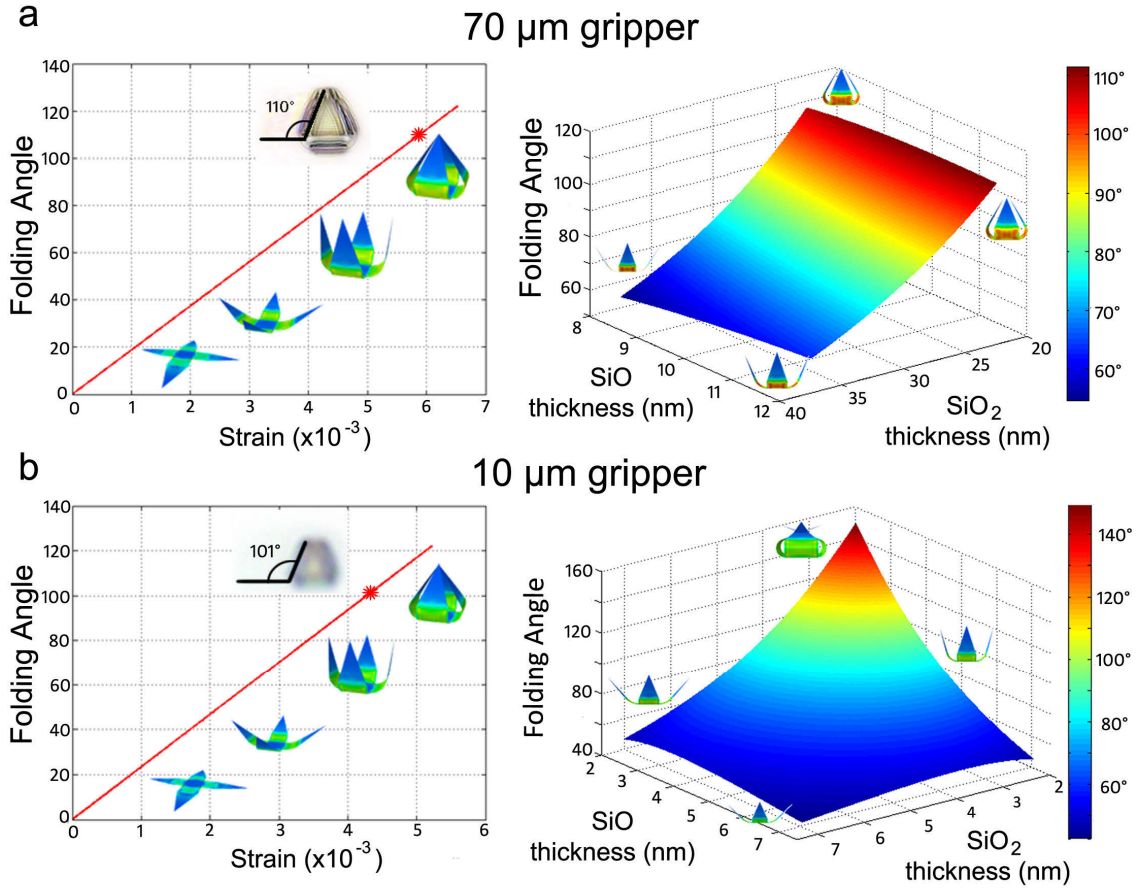 a
70 µm gripper
140
120
100
80
60
40
20
0
Folding Angle
110°
0 1 2 3 4 5 6 7
Strain (x10⁻³)
120
100
80
60
Folding Angle
8 9 10 11 12
SiO
thickness (nm)
40 35 30 25 20
SiO₂
thickness (nm)
110°
100°
90°
80°
70°
60°
b
10 µm gripper
140
120
100
80
60
40
20
0
Folding Angle
101°
0 1 2 3 4 5 6
Strain (x10⁻³)
160
120
80
40
Folding Angle
2 3 4 5 6 7
SiO
thickness (nm)
7 6 5 4 3 2
SiO₂
thickness (nm)
140°
120°
100°
80°
60°